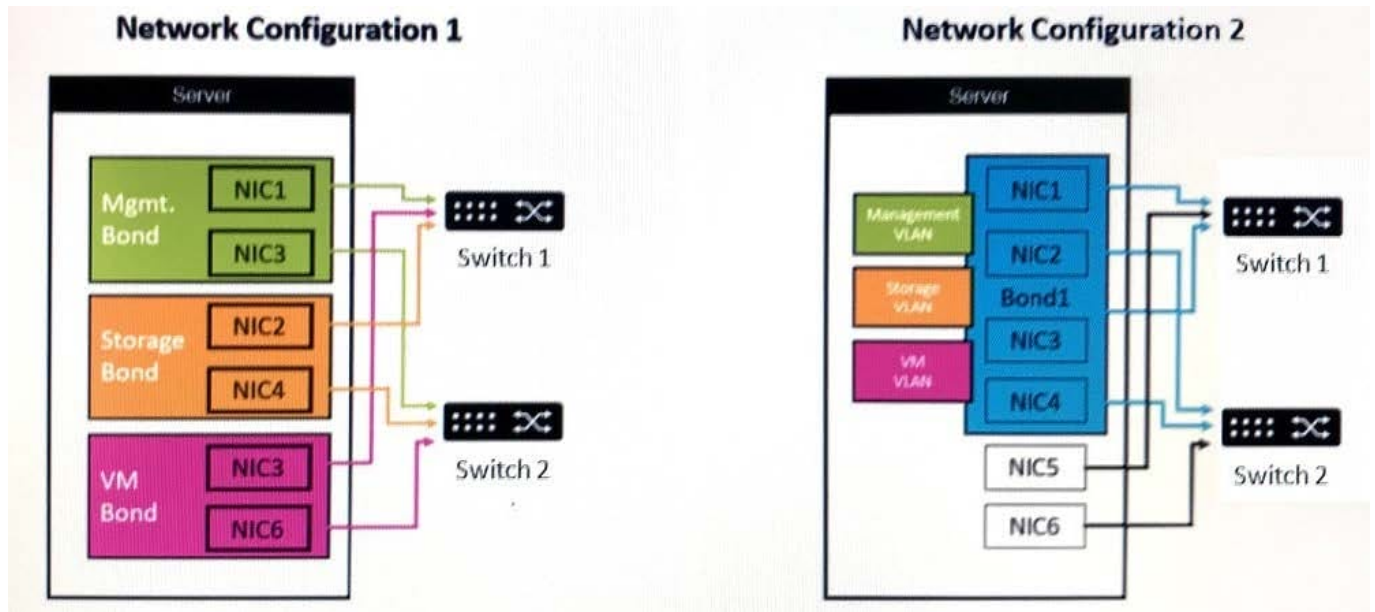 Network Configuration 1
Server
Mgmt.
Bond
NIC1
NIC3
Storage
Bond
NIC2
NIC4
VM
Bond
NIC3
NIC6
Switch 1
Switch 2
Network Configuration 2
Server
Management
VLAN
Storage
VLAN
VM
VLAN
NIC1
NIC2
Bond1
NIC3
NIC4
NIC5
NIC6
Switch 1
Switch 2